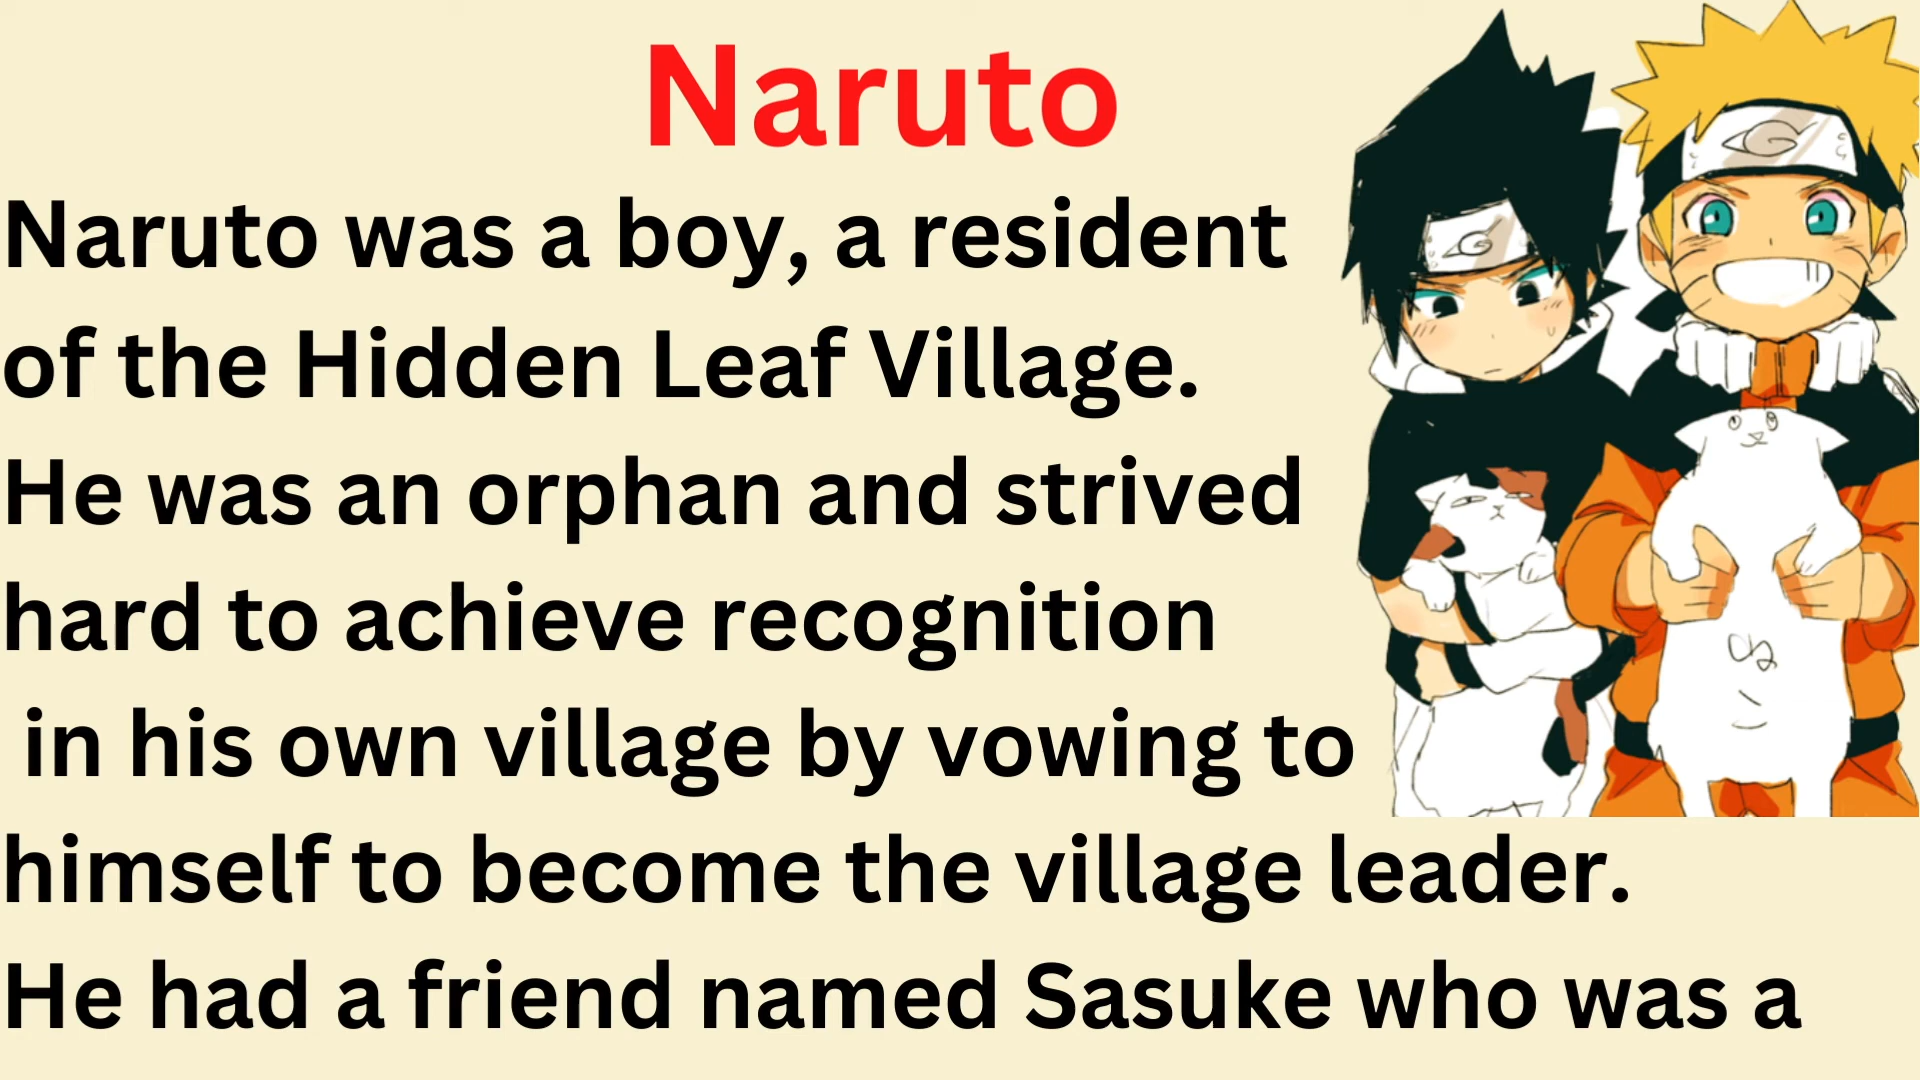 Naruto
Naruto was a boy, a resident
of the Hidden Leaf Village.
He was an orphan and strived
hard to achieve recognition
in his own village by vowing to
himself to become the village leader.
He had a friend named Sasuke who was a